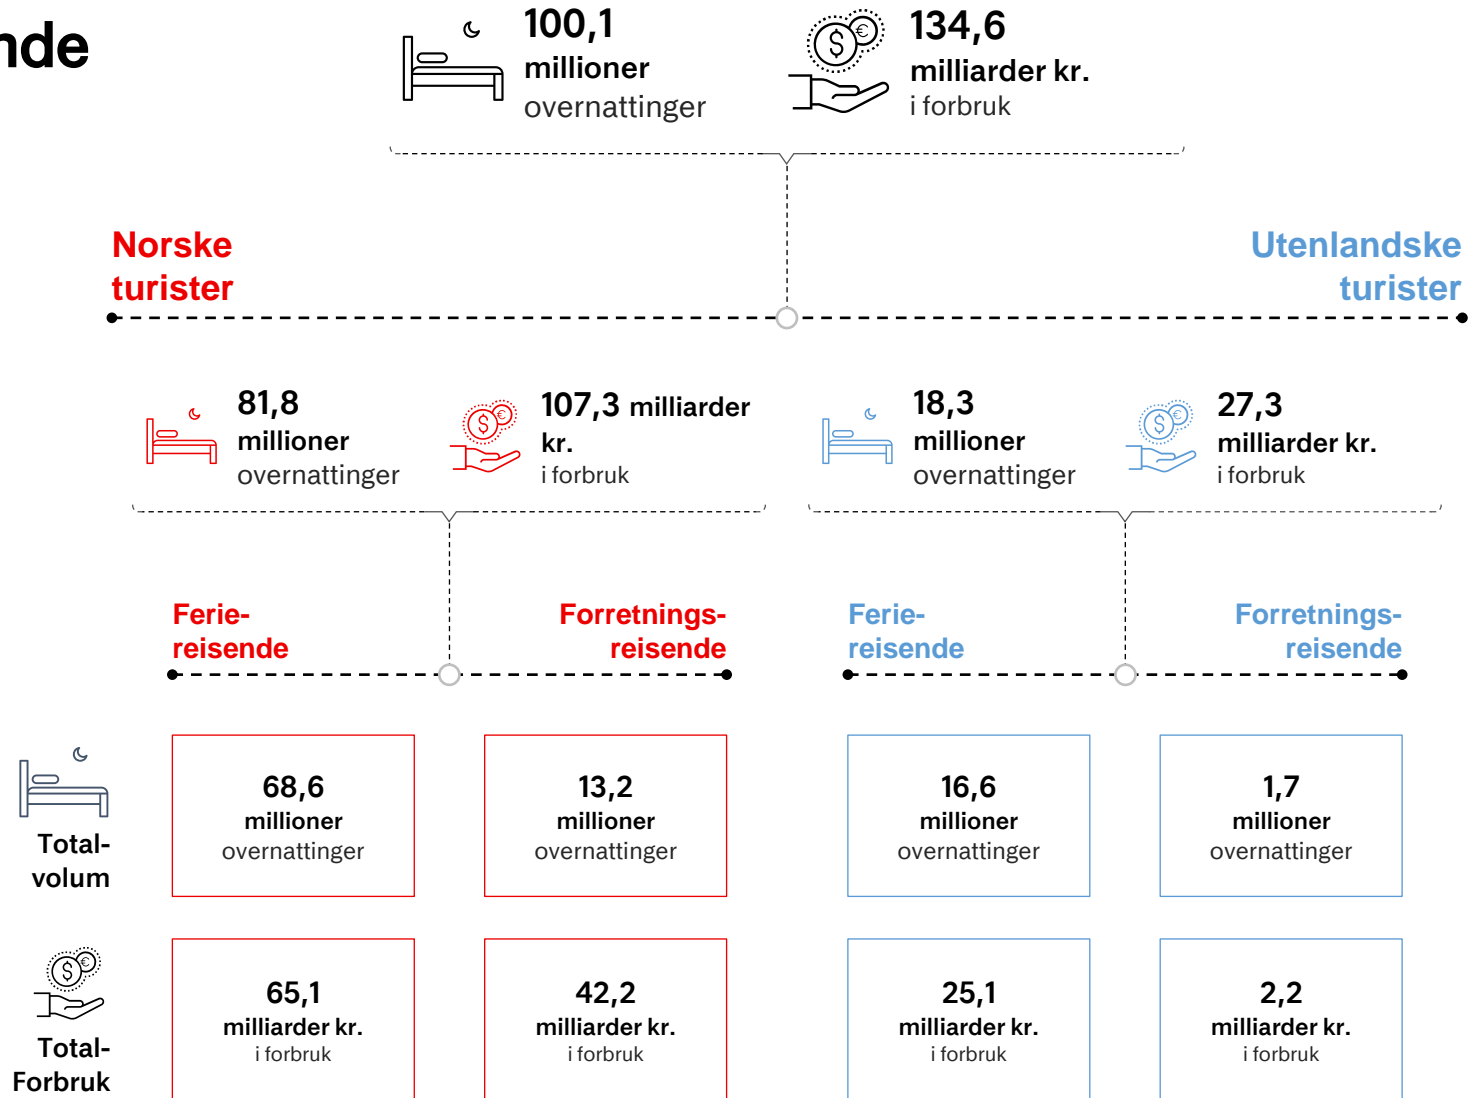 nde
100,1
millioner
overnattinger
134,6
milliarder kr.
i forbruk
Norske
turister
Utenlandske
turister
81,8
millioner
overnattinger
107,3 milliarder
kr.
i forbruk
18,3
millioner
overnattinger
27,3
milliarder kr.
i forbruk
Ferie-
reisende
Forretnings-
reisende
Ferie-
reisende
Forretnings-
reisende
Total-
volum
68,6
millioner
overnattinger
13,2
millioner
overnattinger
16,6
millioner
overnattinger
1,7
millioner
overnattinger
Total-
Forbruk
65,1
milliarder kr.
i forbruk
42,2
milliarder kr.
i forbruk
25,1
milliarder kr.
i forbruk
2,2
milliarder kr.
i forbruk